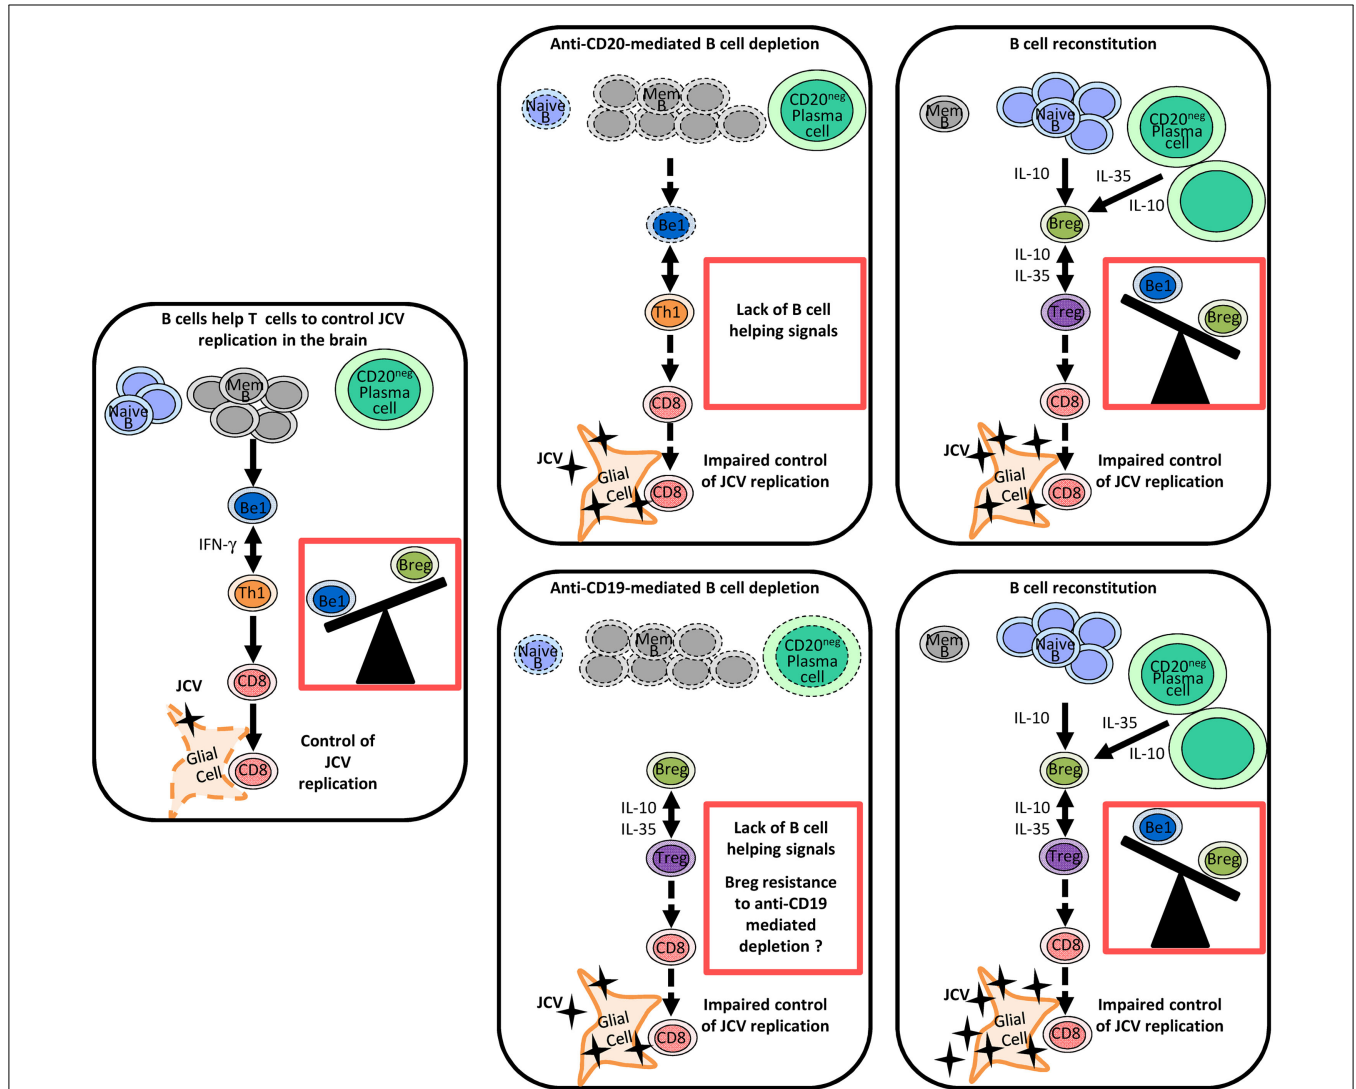 B cells help T cells to control JCV
replication in the brain
Naive
B
Mem
B
CD20neg
Plasma
cell
Be1
IFN-γ
Th1
CD8
JCV
Glial
Cell
CD8
Breg
Be1
Control of
JCV
replication
Anti-CD20-mediated B cell depletion
Naive
B
Mem
B
CD20neg
Plasma
cell
Be1
Th1
Lack of B cell
helping signals
CD8
JCV
Glial
Cell
CD8
Impaired control
of JCV replication
B cell reconstitution
Mem
B
Naive
B
CD20neg
Plasma
cell
IL-10
IL-35
IL-10
Breg
IL-10
IL-35
Treg
Be1
Breg
CD8
JCV
Glial
Cell
CD8
Impaired control
of JCV replication
Anti-CD19-mediated B cell depletion
Naive
B
Mem
B
CD20neg
Plasma
cell
Breg
IL-10
IL-35
Treg
Lack of B cell
helping signals
Breg resistance
to anti-CD19
mediated
depletion ?
CD8
JCV
Glial
Cell
CD8
Impaired control
of JCV replication
B cell reconstitution
Mem
B
Naive
B
CD20neg
Plasma
cell
IL-10
IL-35
IL-10
Breg
IL-10
IL-35
Treg
Be1
Breg
CD8
JCV
Glial
Cell
CD8
Impaired control
of JCV replication